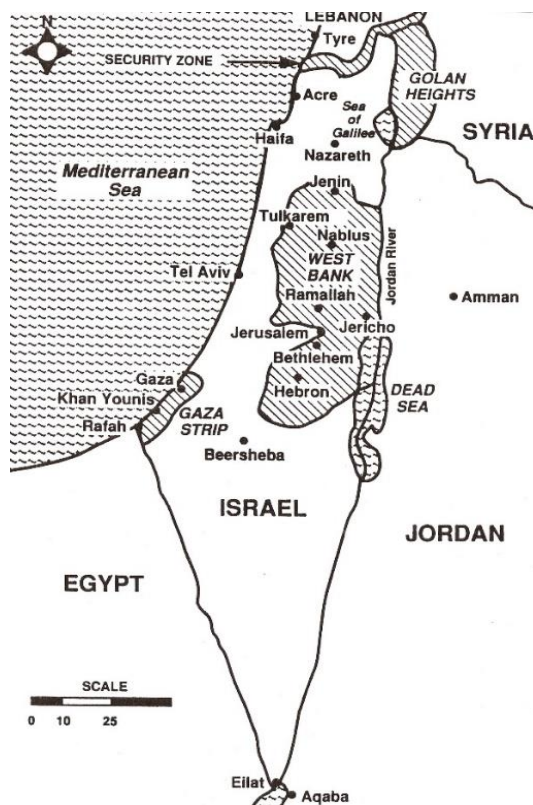 N
LEBANON
Tyre
SECURITY ZONE
GOLAN
HEIGHTS
Acre
Sea
of
Galilee
SYRIA
Haifa
Nazareth
Mediterranean
Sea
Jenin
Tulkarem
Nablus
WEST
BANK
Jordan River
Tel Aviv
Ramallah
Amman
Jerusalem
Jericho
Bethlehem
Gaza
Hebron
DEAD
SEA
Khan Younis
GAZA
STRIP
Rafah
Beersheba
ISRAEL
JORDAN
EGYPT
SCALE
0 10 25
Eilat
Aqaba